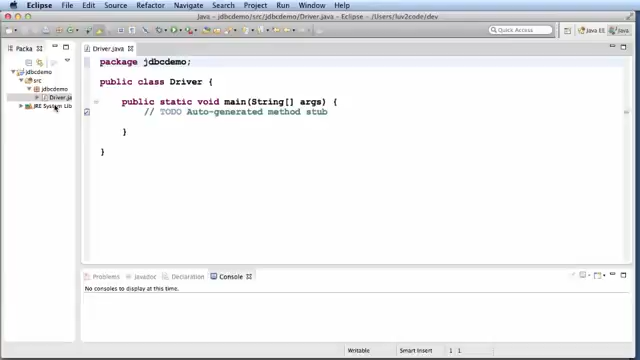 Eclipse File Edit Source Refactor Navigate Search Project Run Window Help
Java – jdbcdemo/src/jdbcdemo/Driver.java – Eclipse – /Users/luv2code/dev
Quick Access Java EE Java
Packa
Driver.java
jdbcdemo
src
jdbcdemo
Driver.ja
JRE System Lib
package jdbcdemo;
public class Driver {
public static void main(String[] args) {
// TODO Auto-generated method stub
}
}
Problems Javadoc Declaration Console
No consoles to display at this time.
Writable Smart Insert 1 1